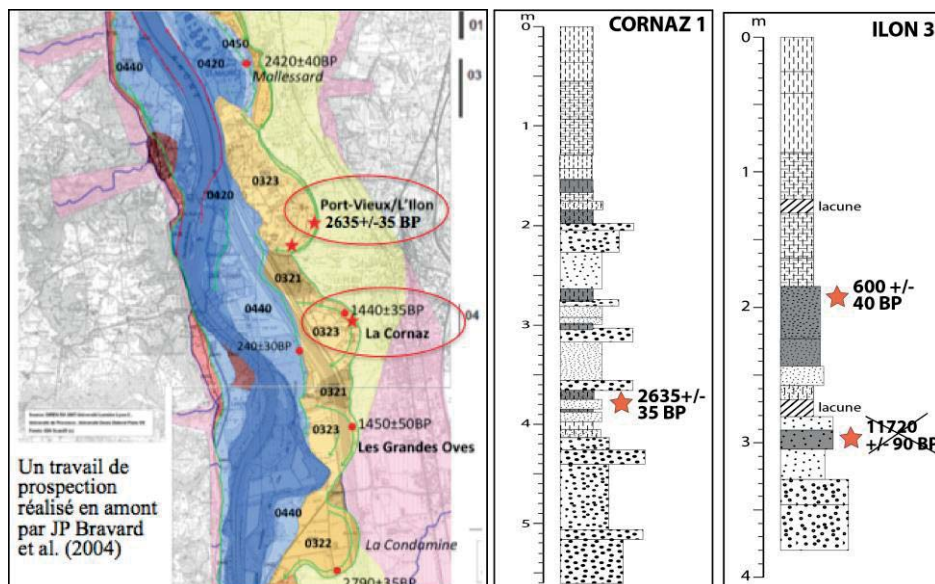 0450
01
0440
0420
2420±40BP
Mallessard
03
0323
0420
Port-Vieux/L'Ilon
2635+/-35 BP
0321
0440
1440±35BP
04
0323
La Cornaz
240±30BP
0321
0323
1450±50BP
Les Grandes Oves
Un travail de
prospection
réalisé en amont
par JP Bravard
et al. (2004)
0440
La Condamine
0322
2790±35BP
m
CORNAZ 1
0
1
2
3
4
5
2635+/-
35 BP
m
ILON 3
0
1
lacune
2
600 +/-
40 BP
lacune
3
11720
+/- 90 BP
4